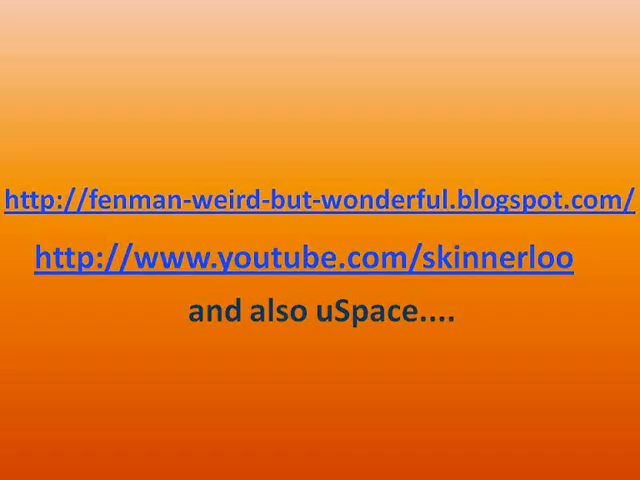 http://fenman-weird-but-wonderful.blogspot.com/
http://www.youtube.com/skinnerloo
and also uSpace....